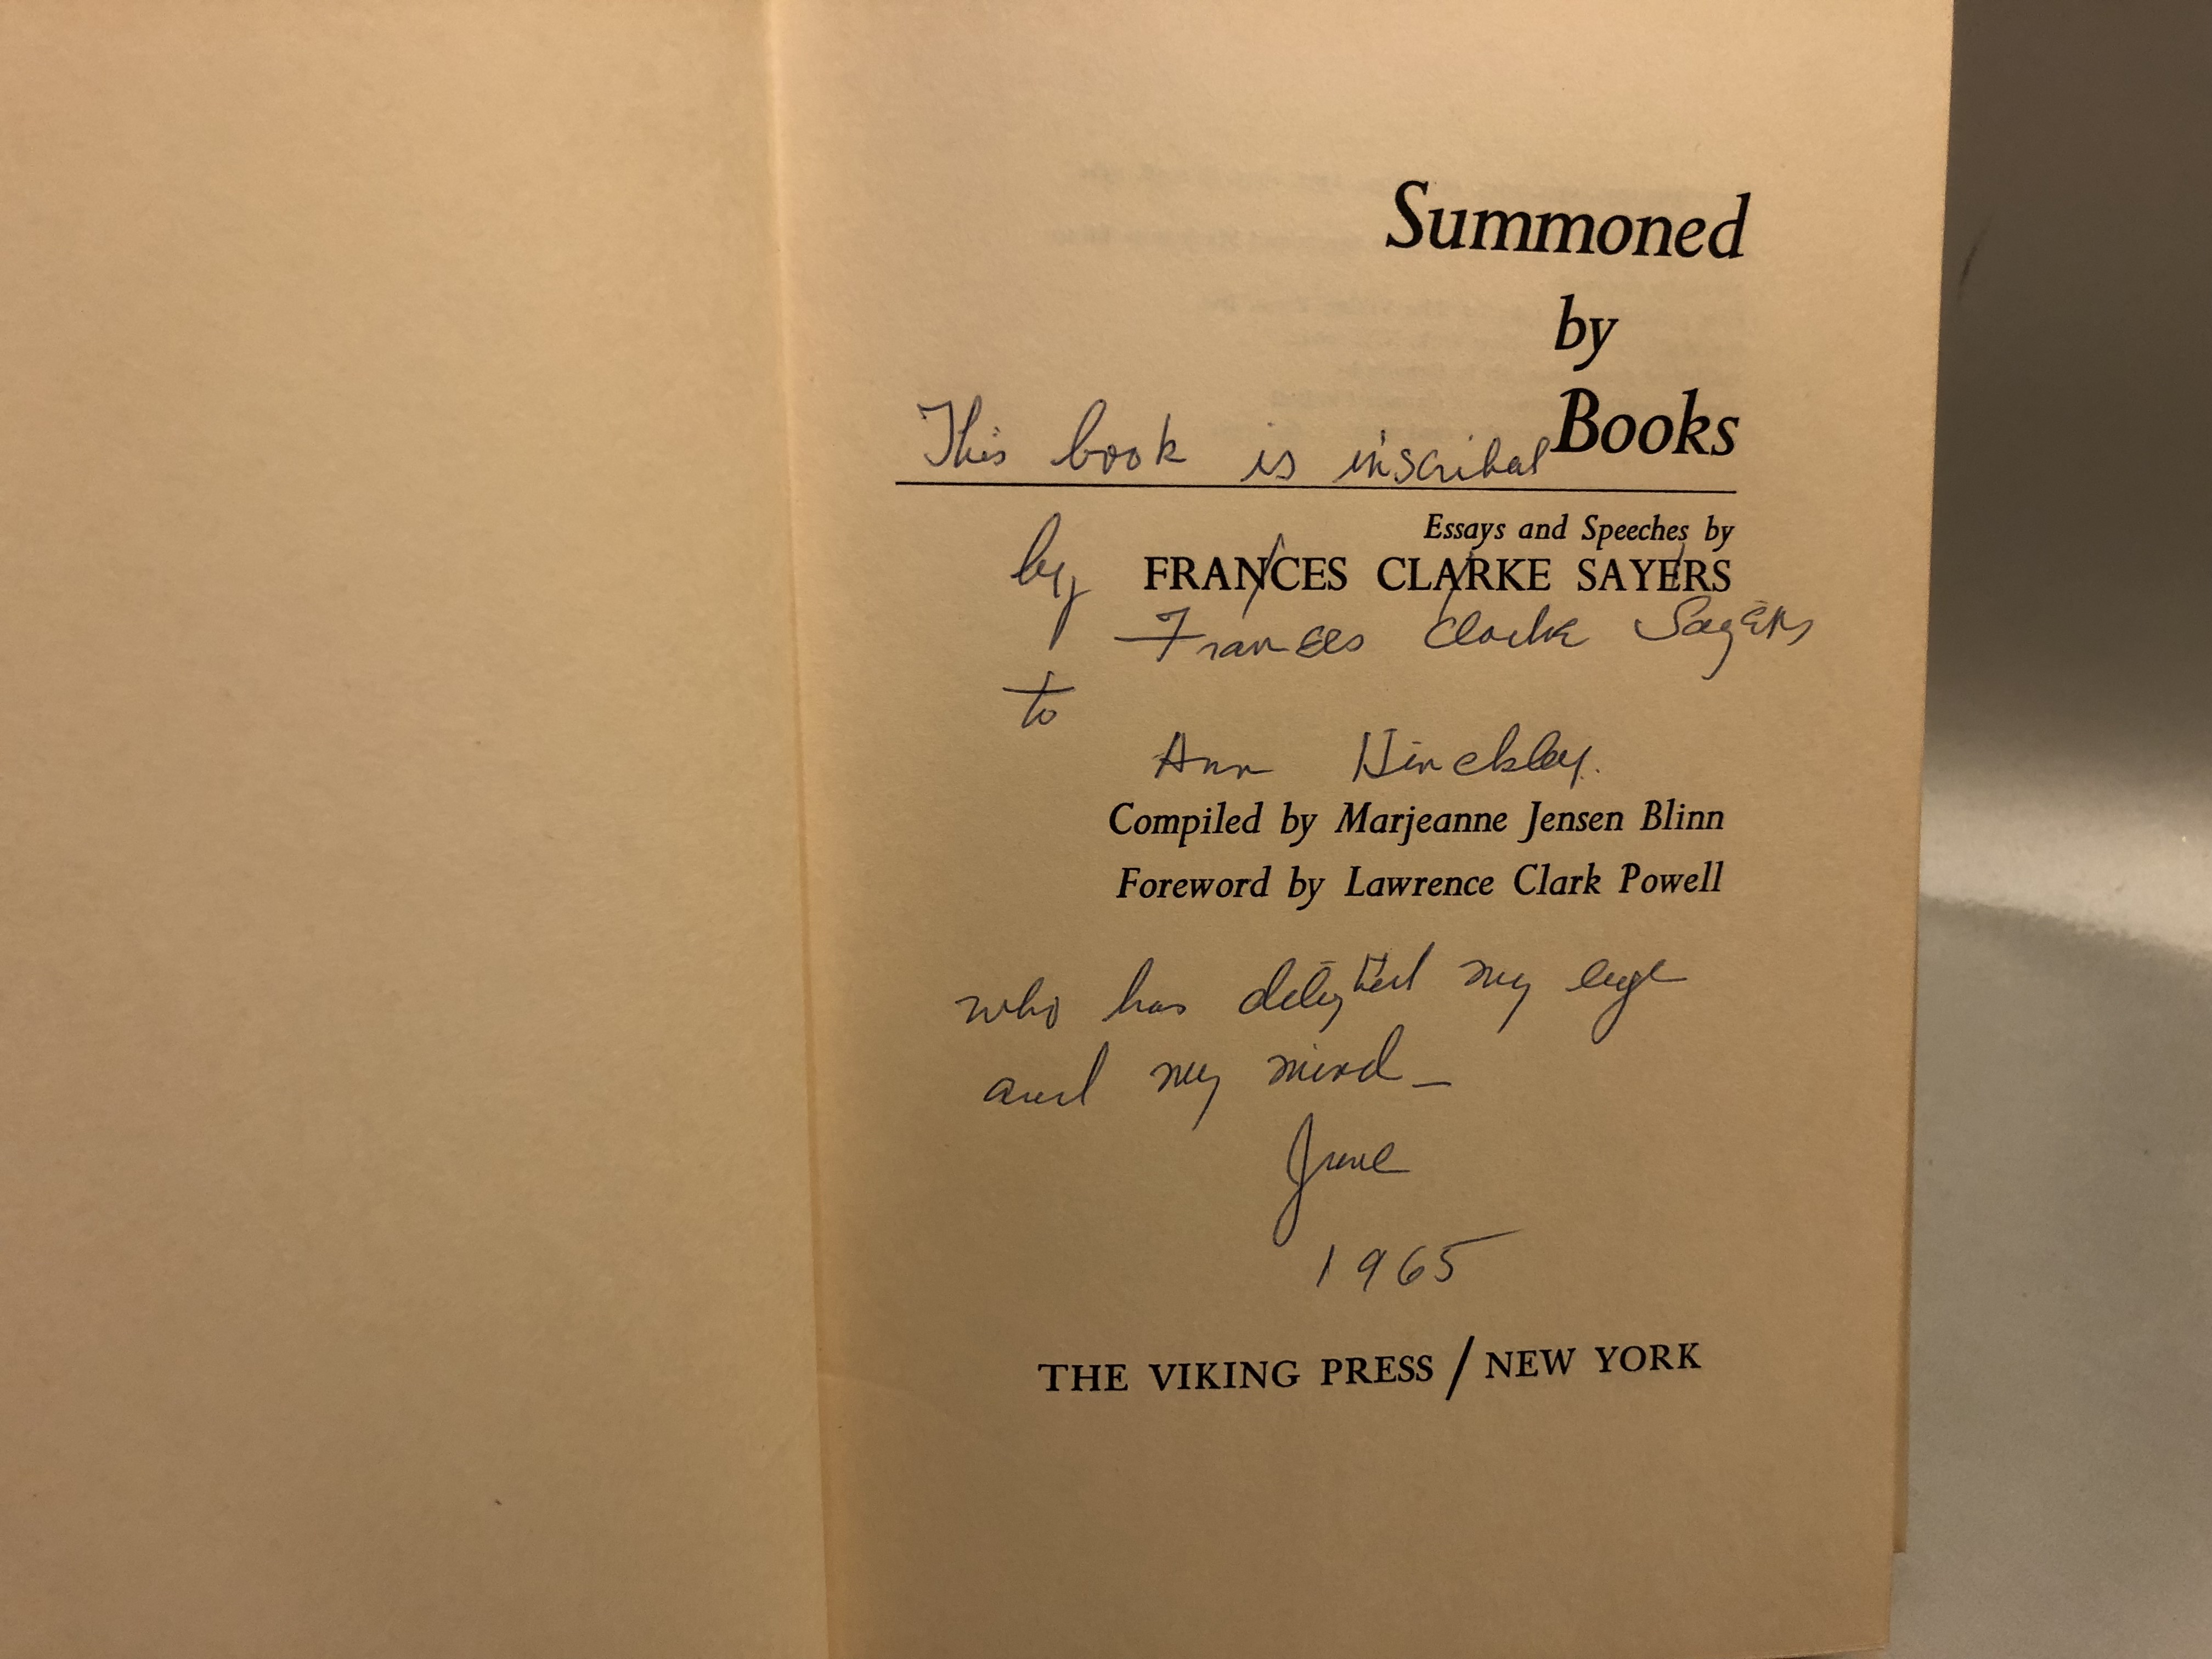 Summoned
by
Books
This book is inscribed
Essays and Speeches by
by FRANCES CLARKE SAYERS
Frances Clarke Sayers
to
Ann Hinckley.
Compiled by Marjeanne Jensen Blinn
Foreword by Lawrence Clark Powell
who has delighted my eye
and my mind—
June
1965
THE VIKING PRESS / NEW YORK